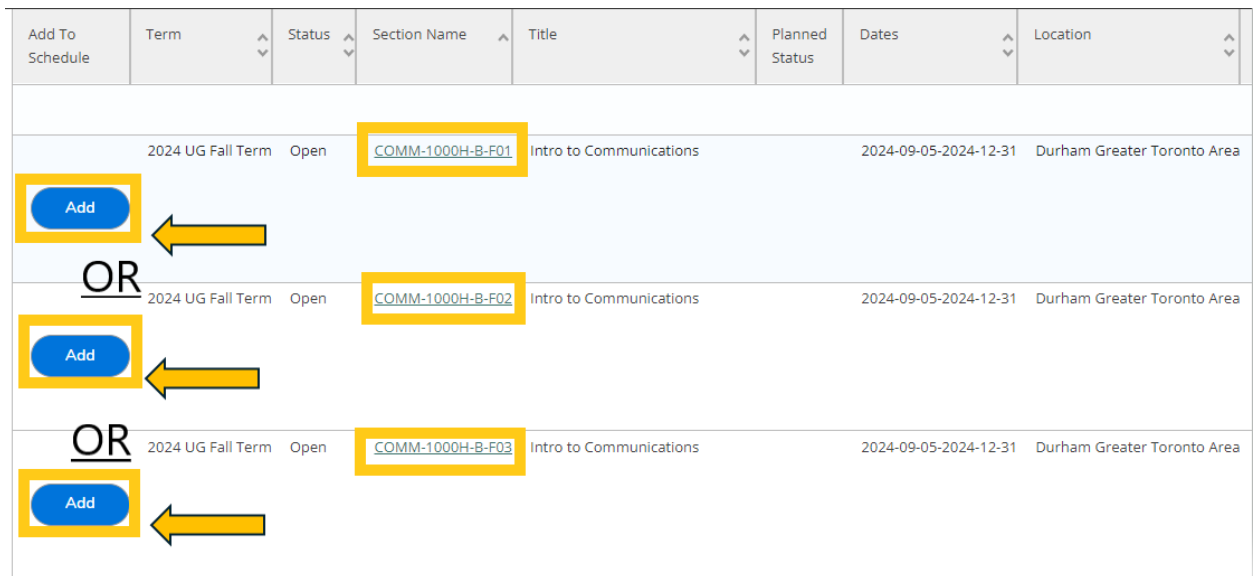 Add To Schedule Term Status Section Name Title Planned Status Dates Location
2024 UG Fall Term Open COMM-1000H-B-F01 Intro to Communications 2024-09-05-2024-12-31 Durham Greater Toronto Area
Add
OR
2024 UG Fall Term Open COMM-1000H-B-F02 Intro to Communications 2024-09-05-2024-12-31 Durham Greater Toronto Area
Add
OR
2024 UG Fall Term Open COMM-1000H-B-F03 Intro to Communications 2024-09-05-2024-12-31 Durham Greater Toronto Area
Add